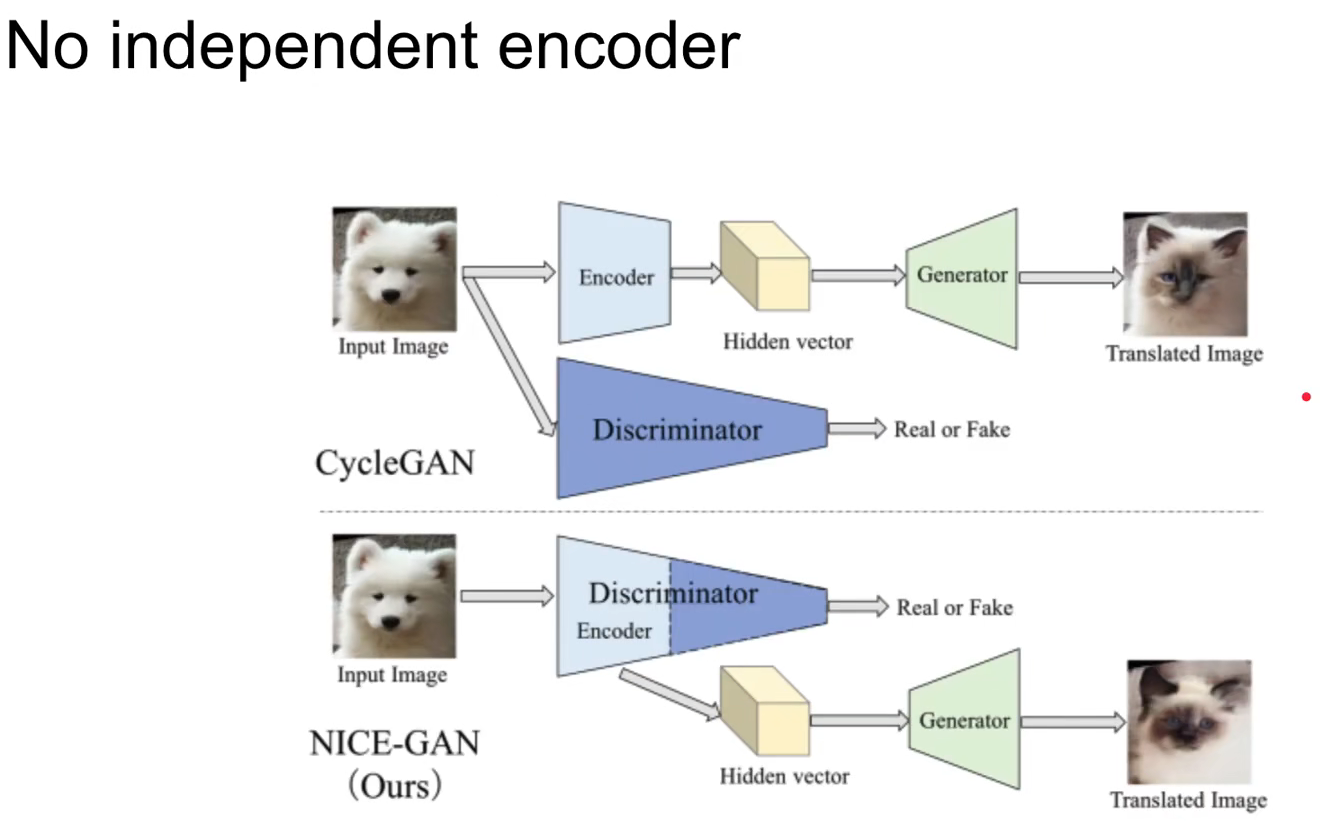 No independent encoder
Encoder
Generator
Input Image
Hidden vector
Translated Image
Discriminator
Real or Fake
CycleGAN
Discriminator
Encoder
Real or Fake
Input Image
Generator
NICE-GAN
(Ours)
Hidden vector
Translated Image